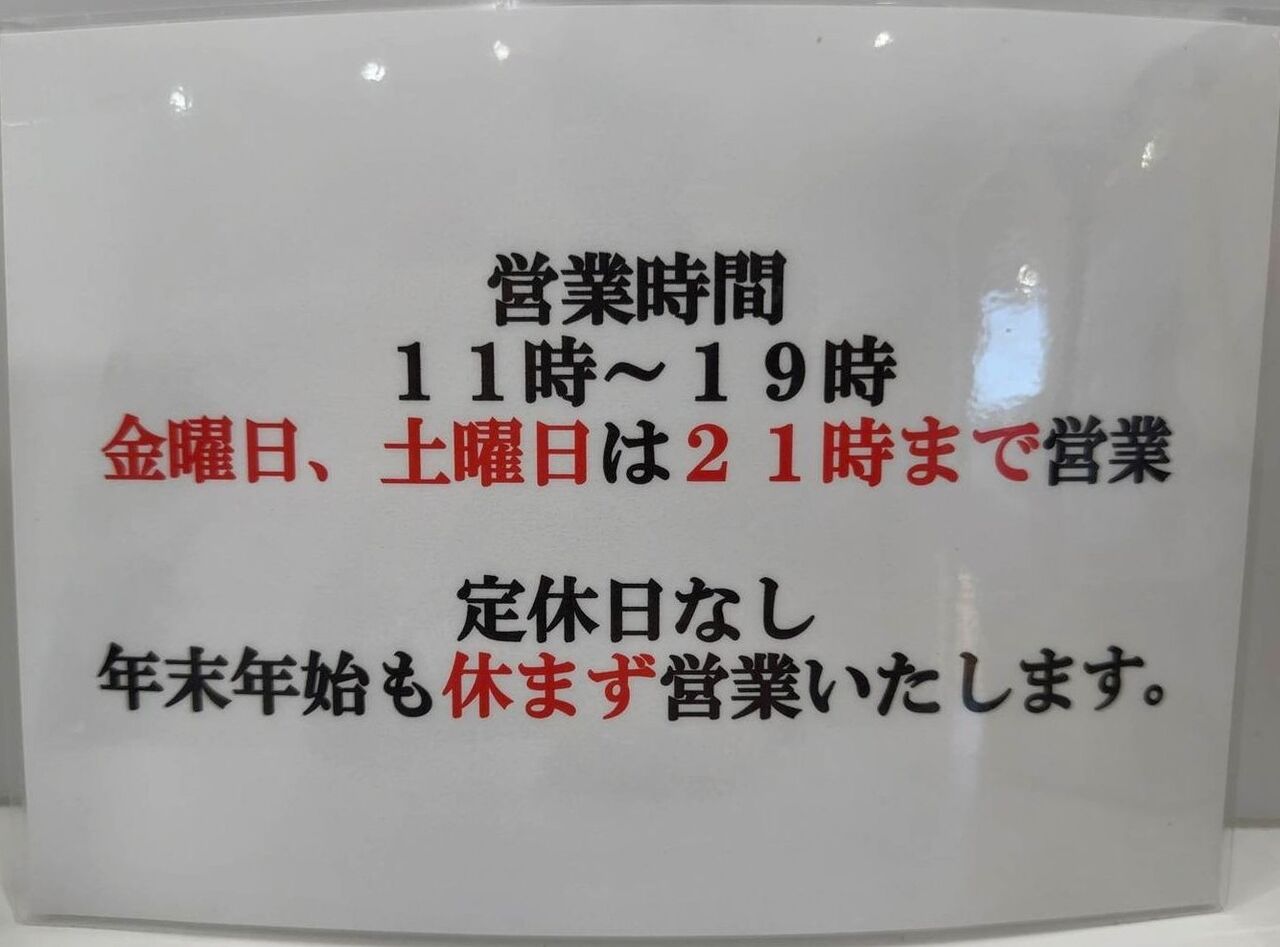 営業時間
１１時～１９時
金曜日、土曜日は２１時まで営業
定休日なし
年末年始も休まず営業いたします。